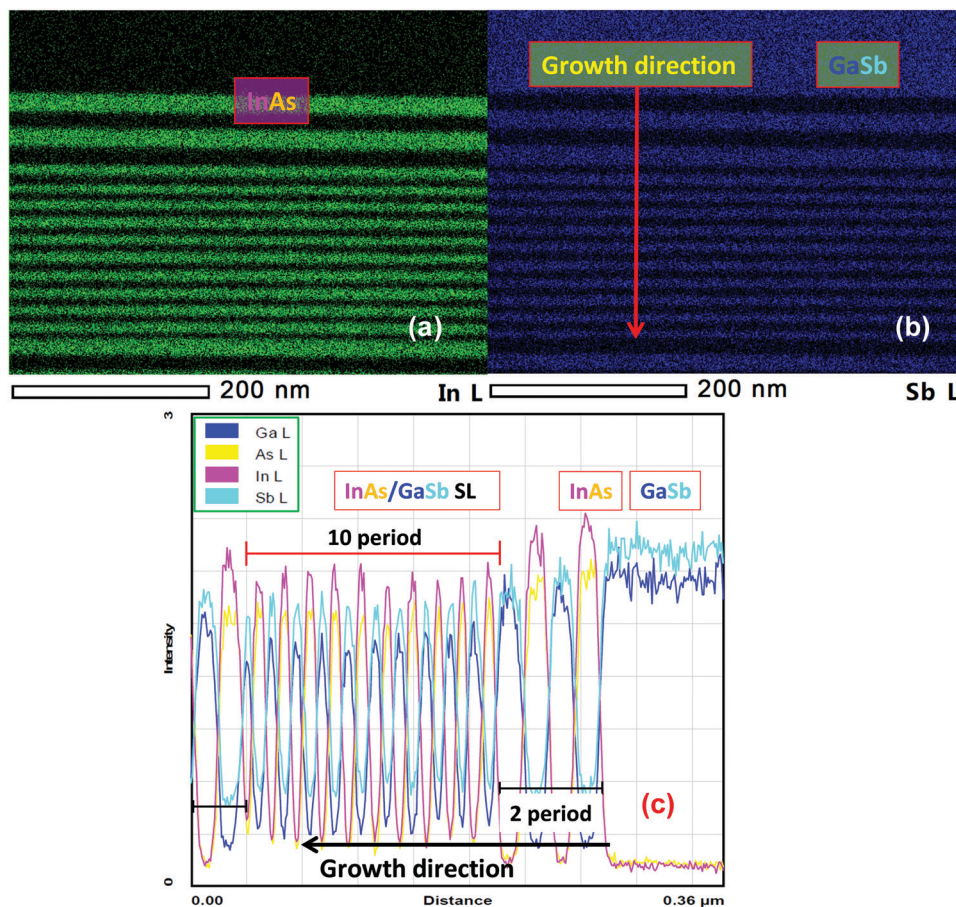 InAs
Growth direction
GaSb
(a)
(b)
200 nm
In L
200 nm
Sb L
3
Intensity
0
Ga L
As L
In L
Sb L
InAs/GaSb SL
InAs
GaSb
10 period
2 period
(c)
Growth direction
0.00
Distance
0.36 µm